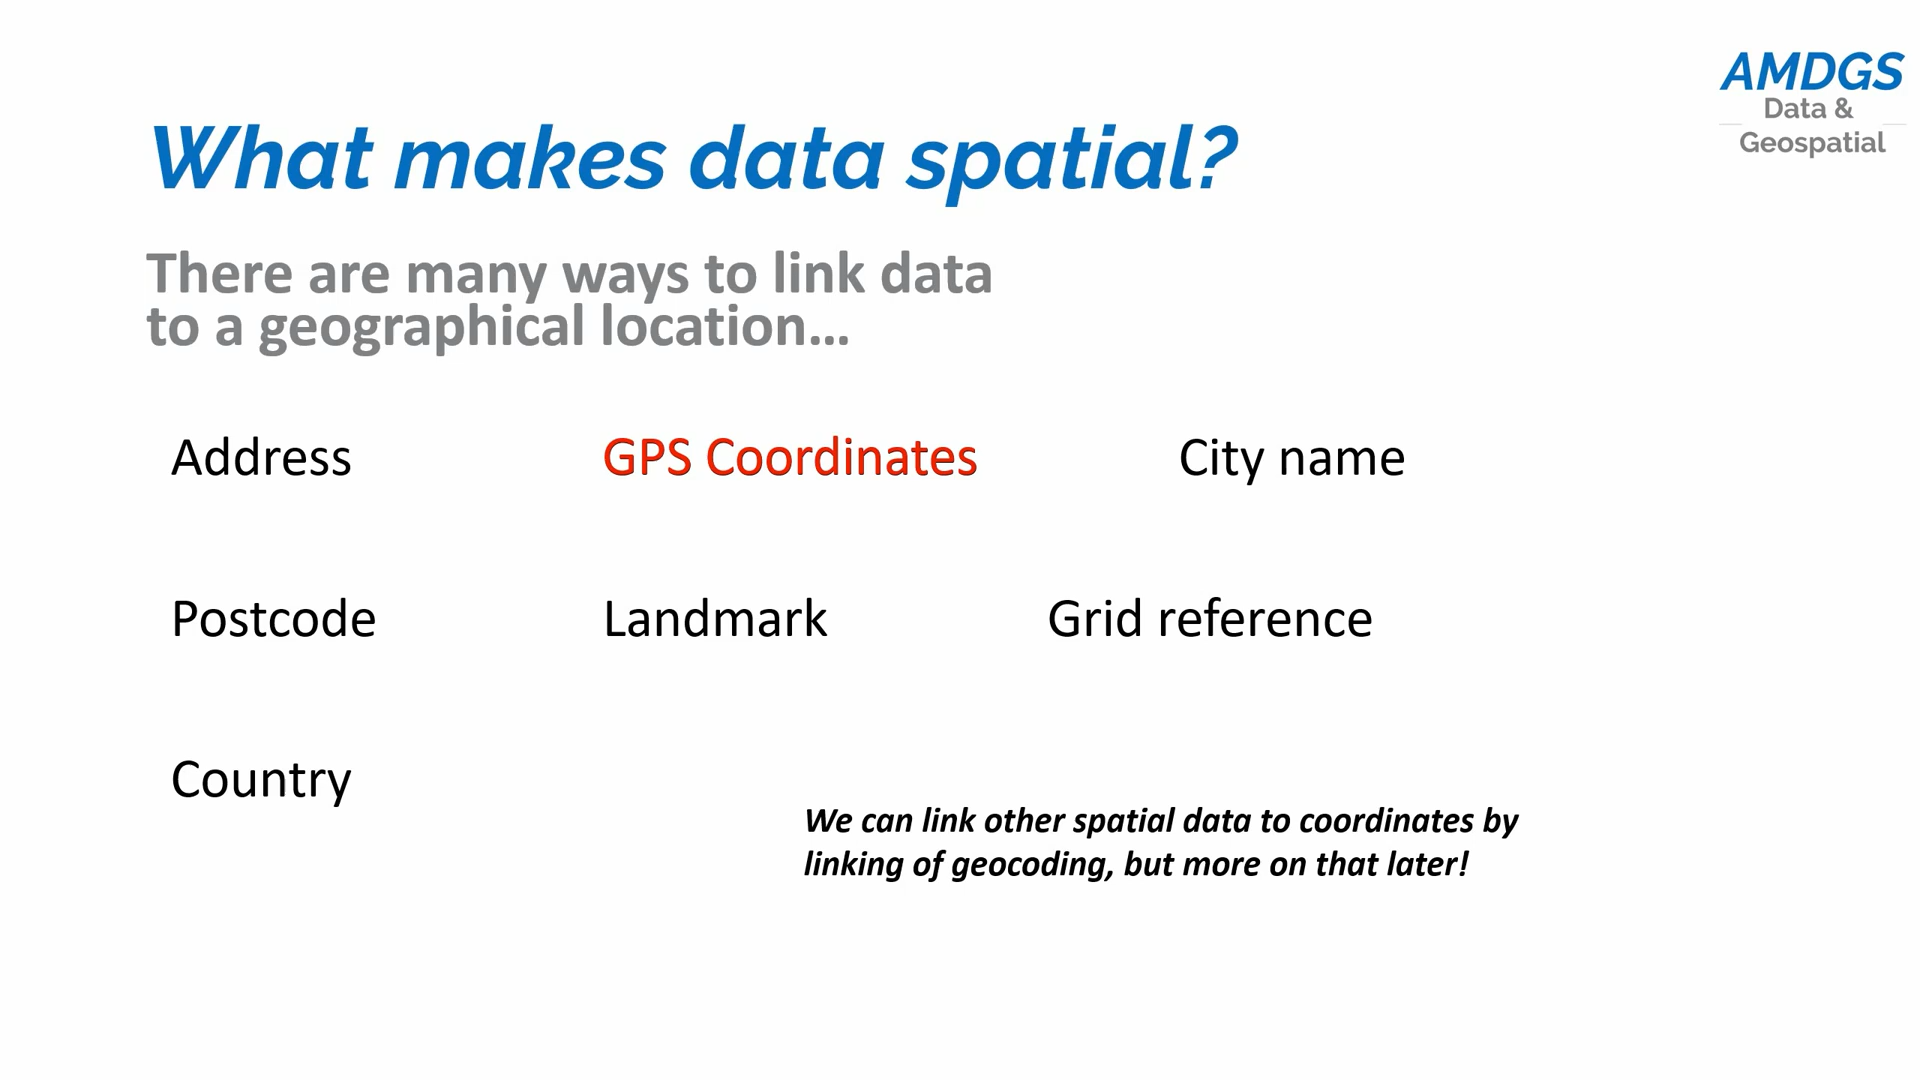 AMDGS
Data &
Geospatial
What makes data spatial?
There are many ways to link data
to a geographical location...
Address GPS Coordinates City name
Postcode Landmark Grid reference
Country
We can link other spatial data to coordinates by
linking of geocoding, but more on that later!